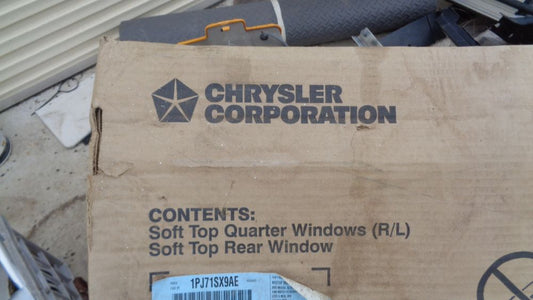 CHRYSLER
CORPORATION
CONTENTS:
Soft Top Quarter Windows (R/L)
Soft Top Rear Window
1PJ71SX9AE